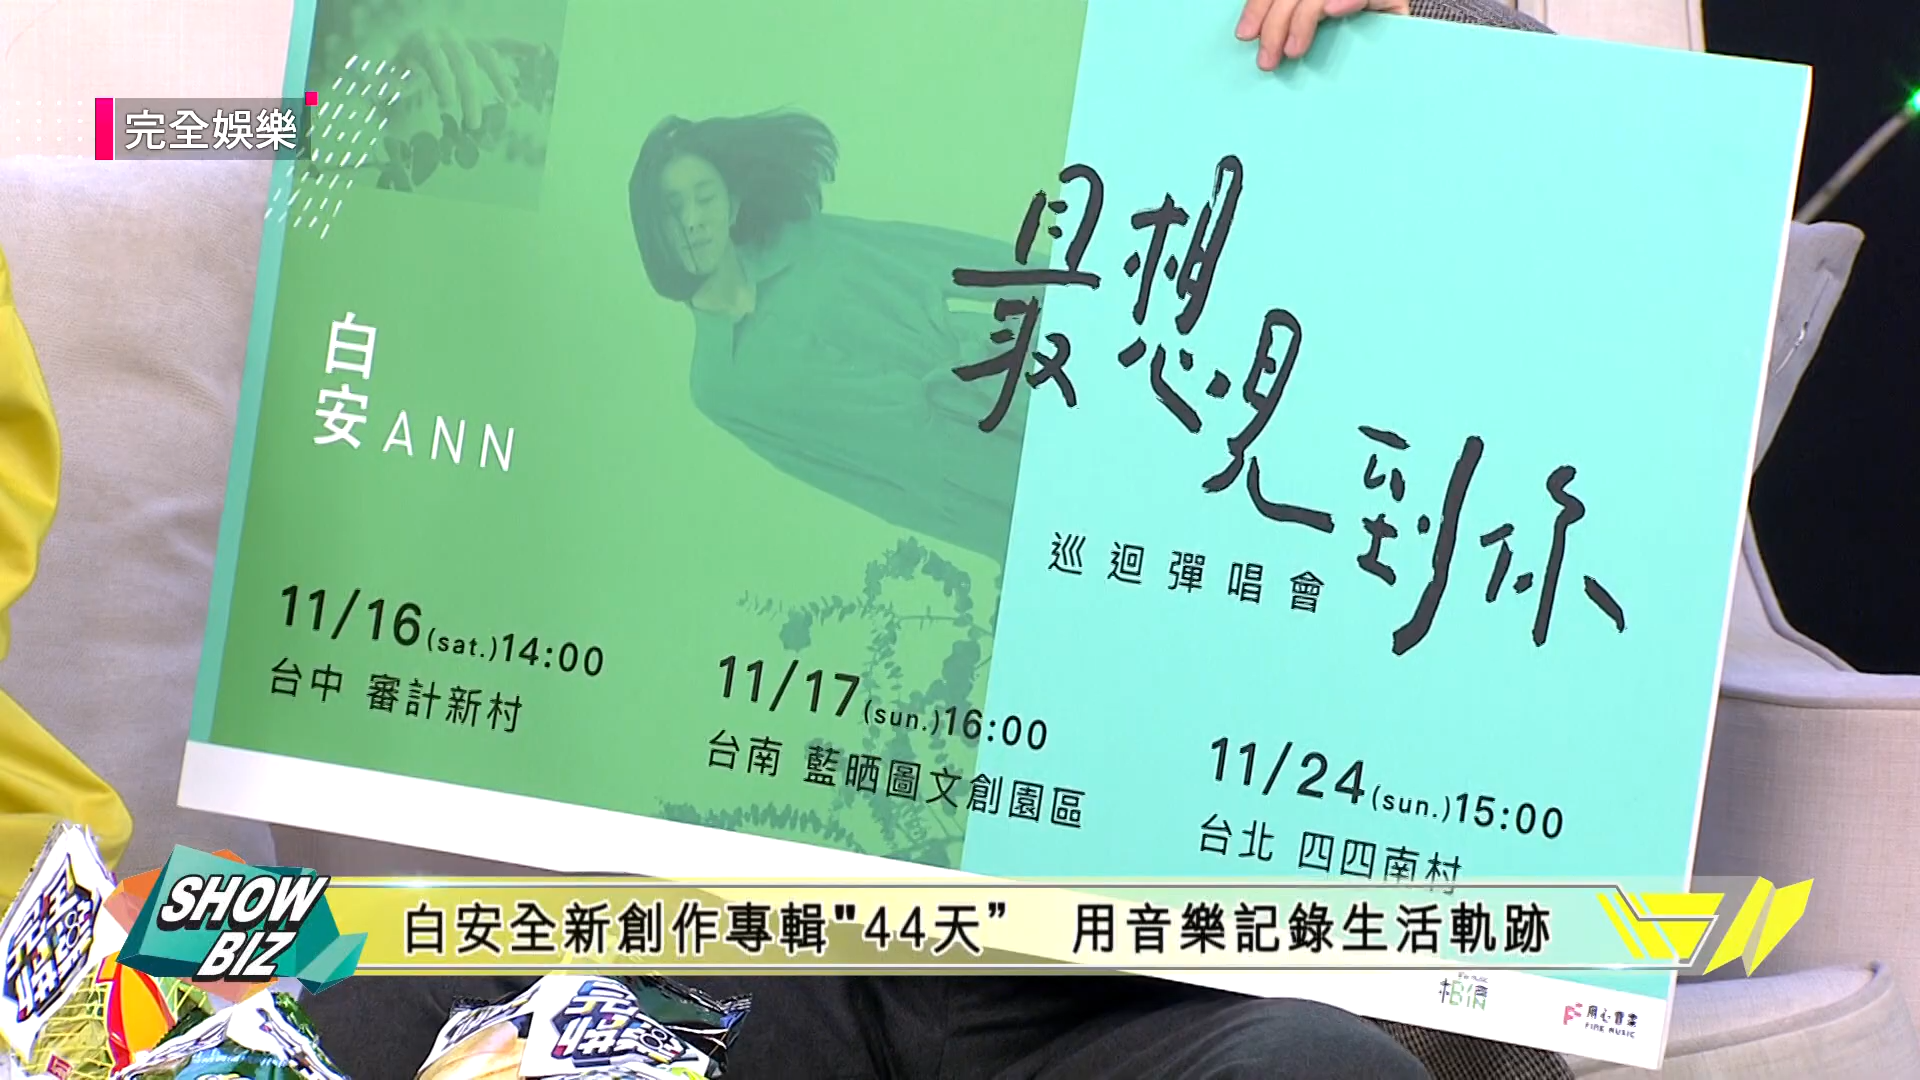 完全娛樂
最想見到你
巡迴彈唱會
白安 ANN
11/16 (sat.) 14:00
台中 審計新村
11/17 (sun.) 16:00
台南 藍晒圖文創園區
11/24 (sun.) 15:00
台北 四四南村
SHOW BIZ
白安全新創作專輯"44天” 用音樂記錄生活軌跡
FIRE MUSIC